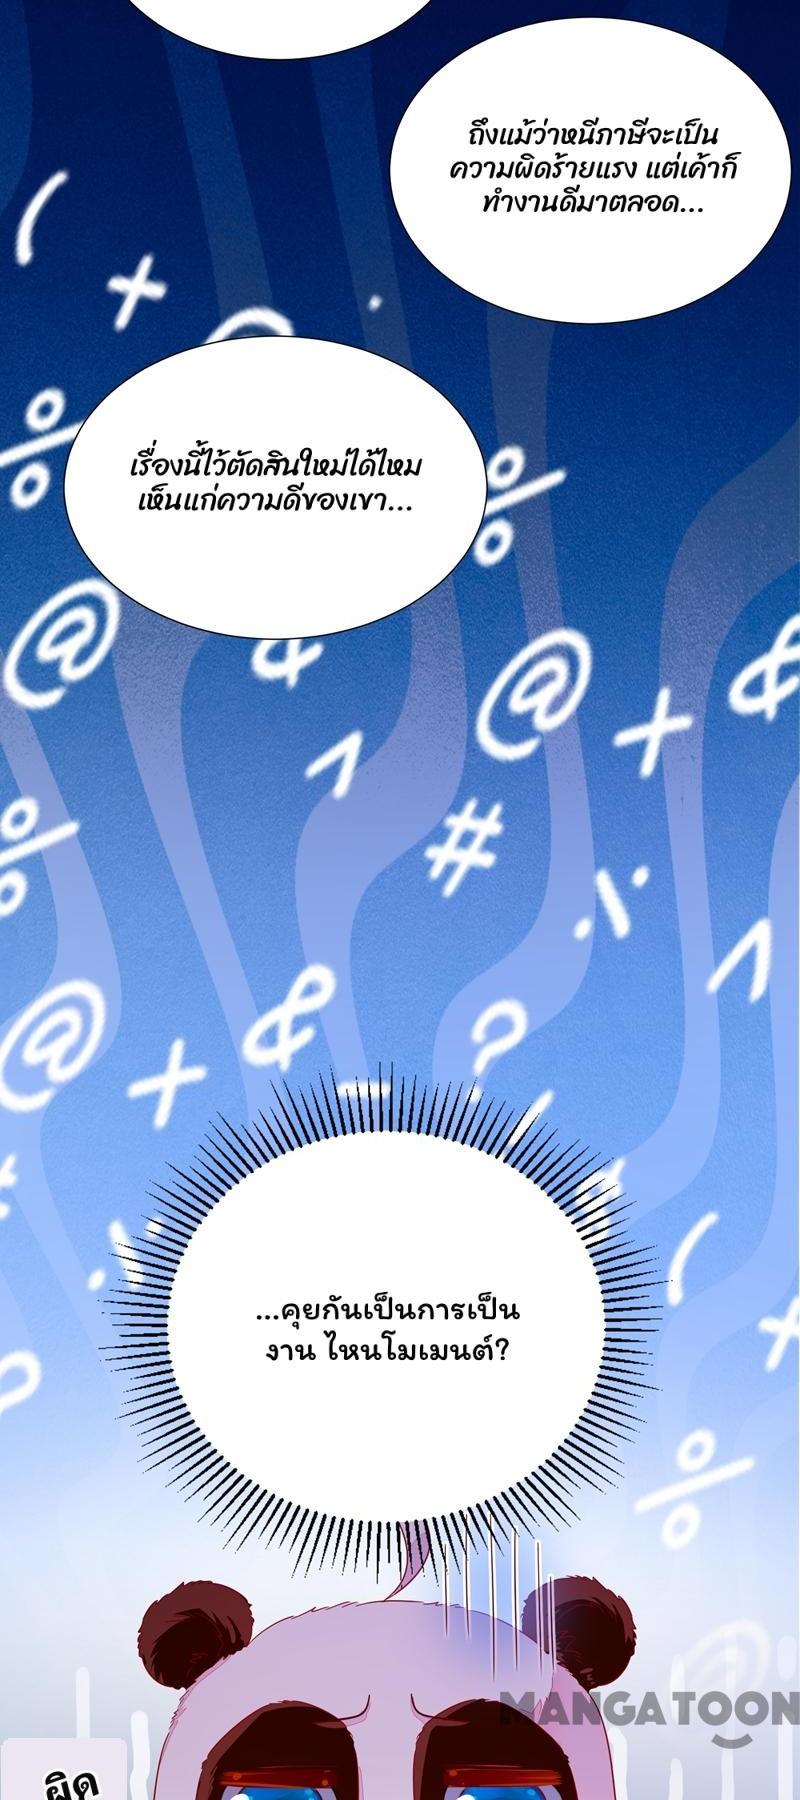 ถึงแม้ว่าหนีภาษีจะเป็น
ความผิดร้ายแรง แต่เค้าก็
ทำงานดีมาตลอด...
เรื่องนี้ไว้ตัดสินใหม่ได้ไหม
เห็นแก่ความดีของเขา...
...คุยกันเป็นการเป็น
งาน ไหนโมเมนต์?
MANGATOON
ผิด